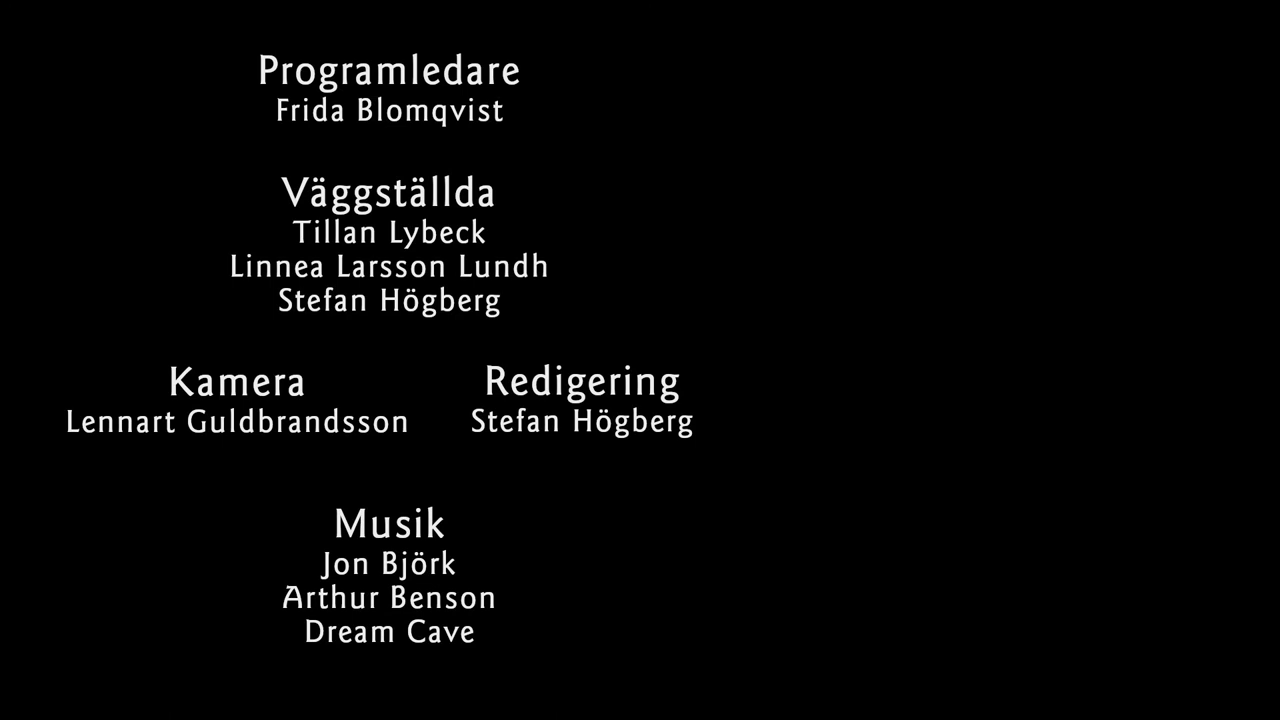 Programledare
Frida Blomqvist
Väggställda
Tillan Lybeck
Linnea Larsson Lundh
Stefan Högberg
Kamera
Lennart Guldbrandsson
Redigering
Stefan Högberg
Musik
Jon Björk
Arthur Benson
Dream Cave